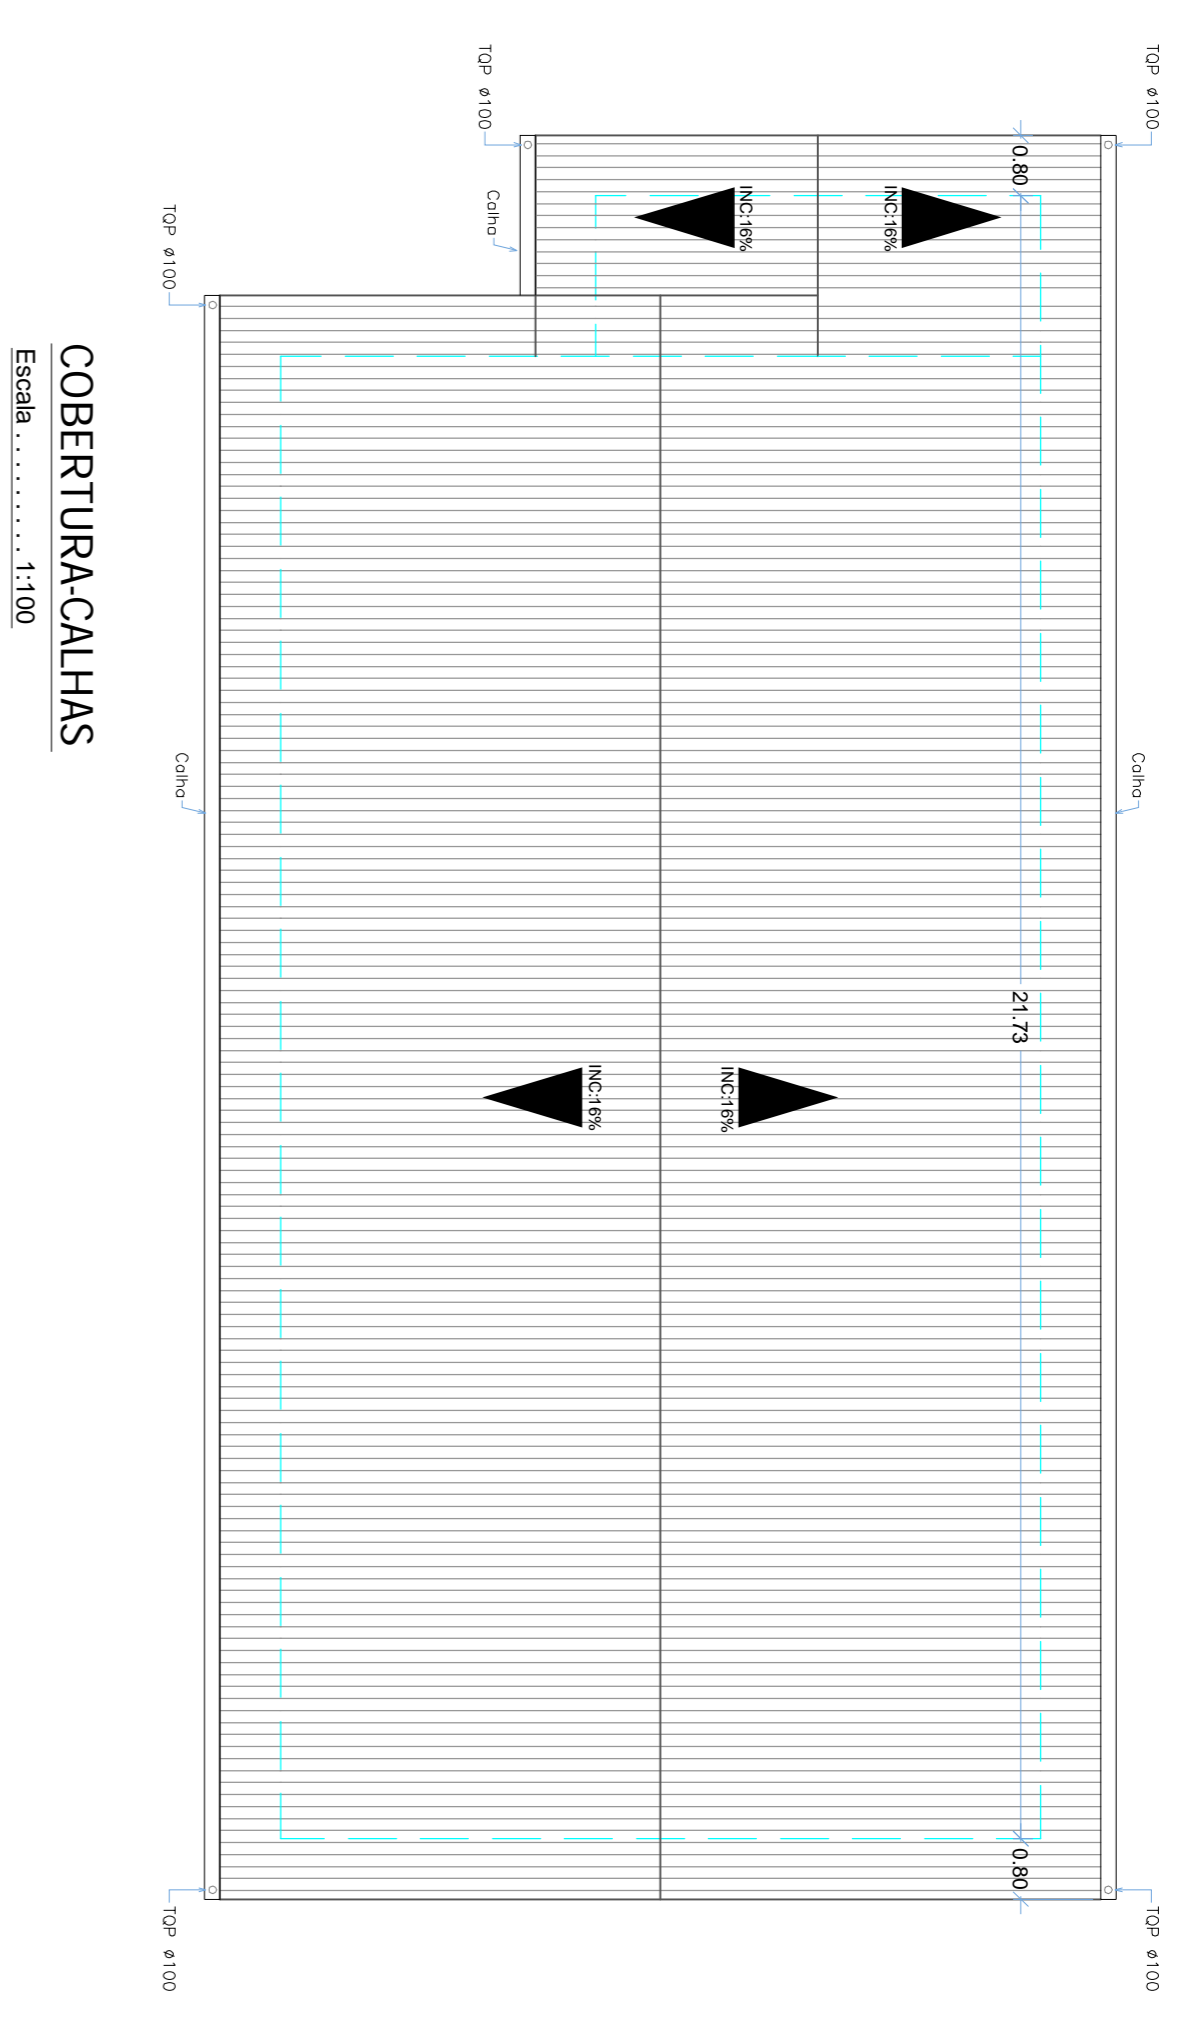 TQP ø100
TQP ø100
TQP ø100
Calha
0.80
INC:16%
INC:16%
Calha
Calha
21.73
INC:16%
INC:16%
0.80
TQP ø100
TQP ø100
COBERTURA-CALHAS
Escala . . . . . . . . . . 1:100